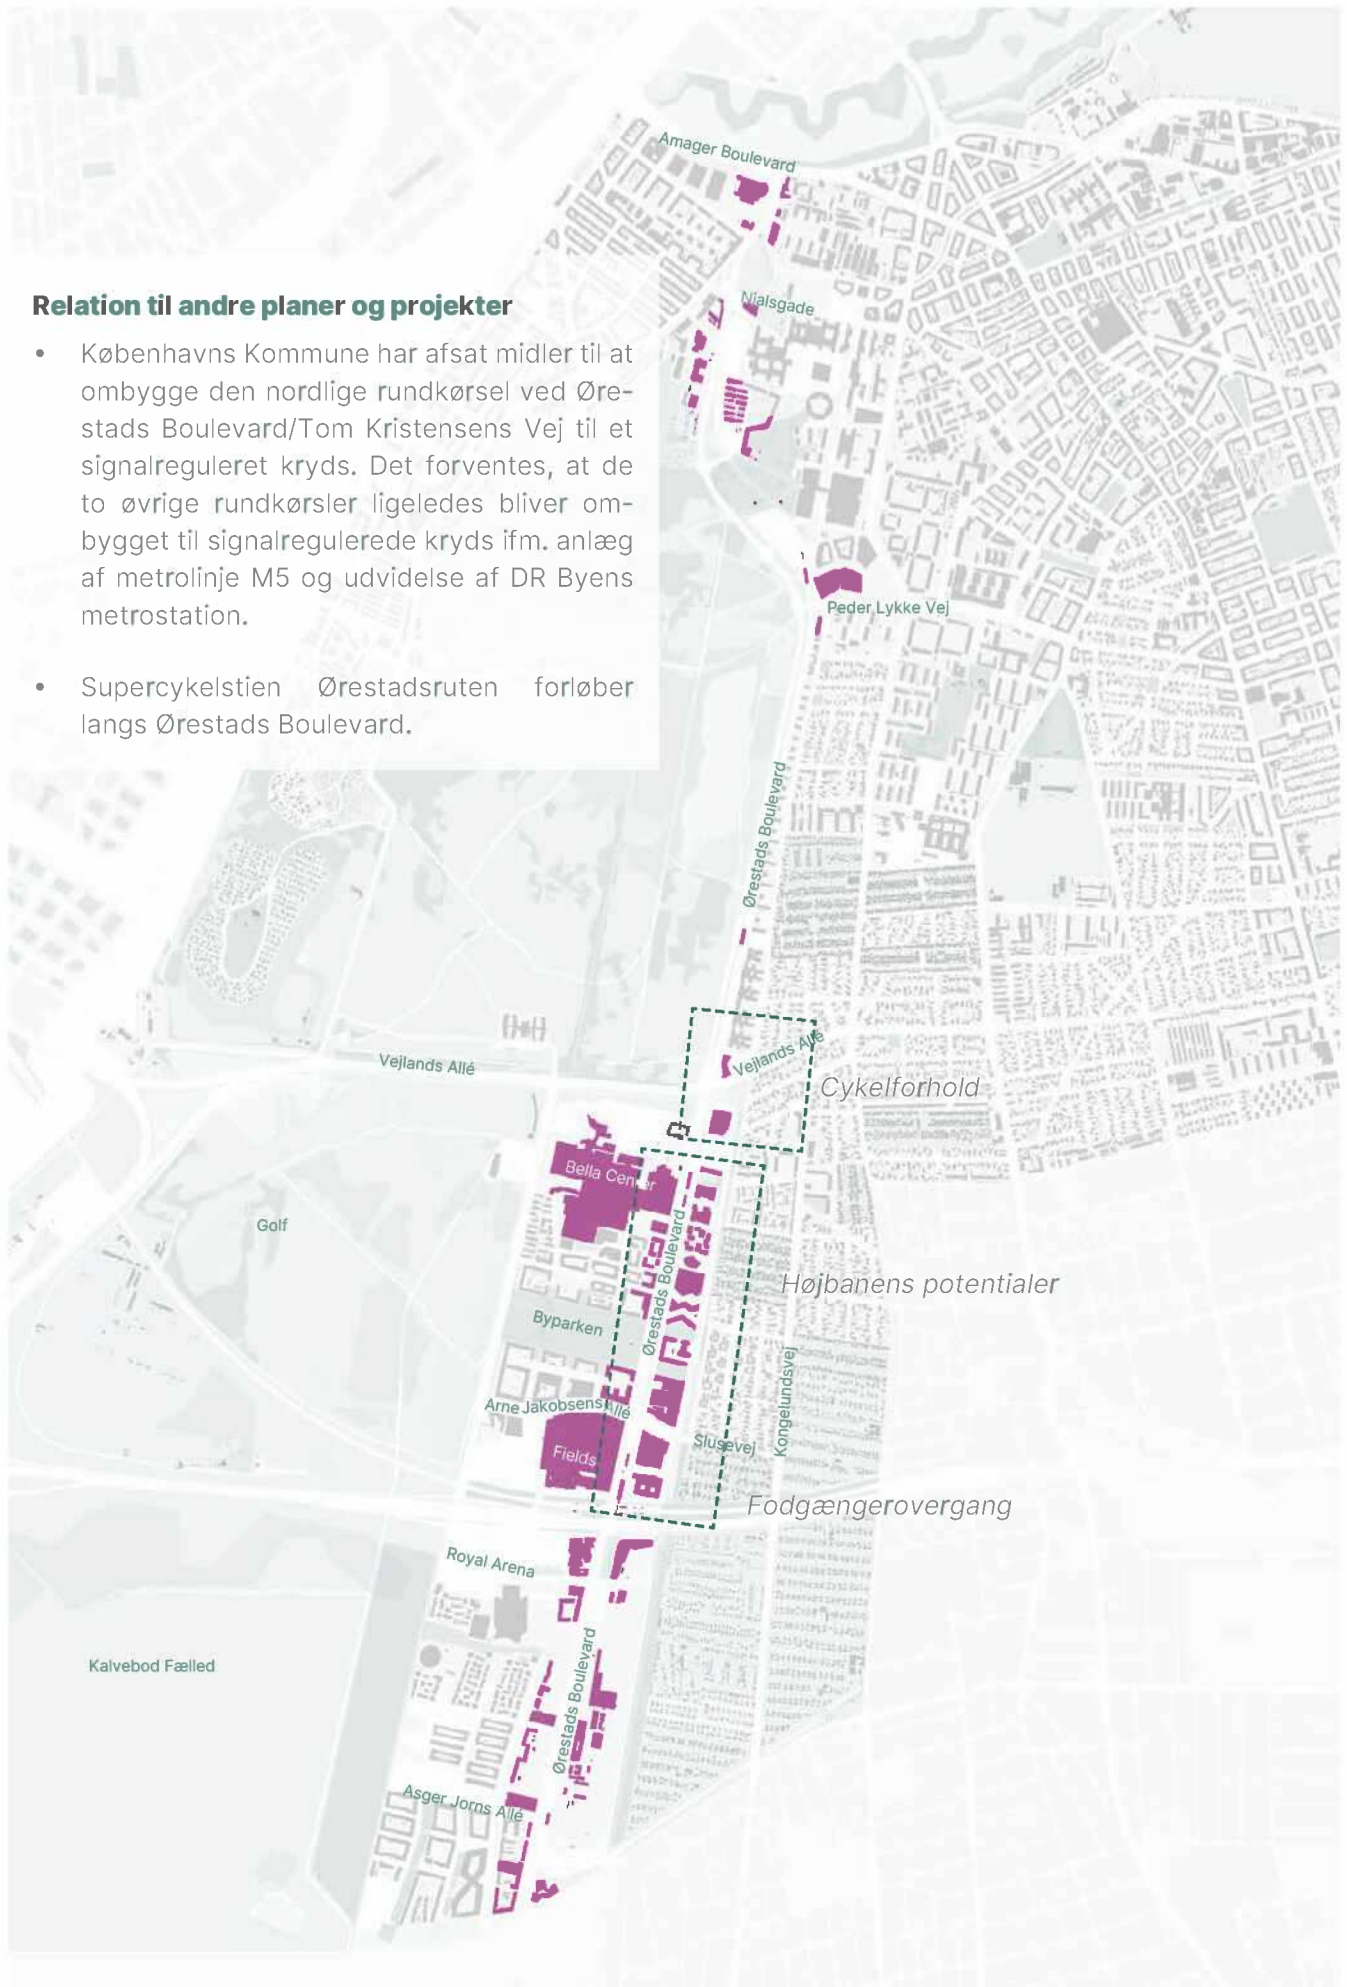 Amager Boulevard
Njalsgade
Relation til andre planer og projekter
• Københavns Kommune har afsat midler til at
ombygge den nordlige rundkørsel ved Øre-
stads Boulevard/Tom Kristensens Vej til et
signalreguleret kryds. Det forventes, at de
to øvrige rundkørsler ligeledes bliver om-
bygget til signalregulerede kryds ifm. anlæg
af metrolinje M5 og udvidelse af DR Byens
metrostation.
• Supercykelstien Ørestadsruten forløber
langs Ørestads Boulevard.
Peder Lykke Vej
Ørestads Boulevard
Vejlands Allé
Vejlands Allé
Cykelforhold
Bella Center
Golf
Ørestads Boulevard
Højbanens potentialer
Byparken
Kongelundsvej
Arne Jakobsens Allé
Slusevej
Fields
Fodgængerovergang
Royal Arena
Kalvebod Fælled
Ørestads Boulevard
Asger Jorns Allé